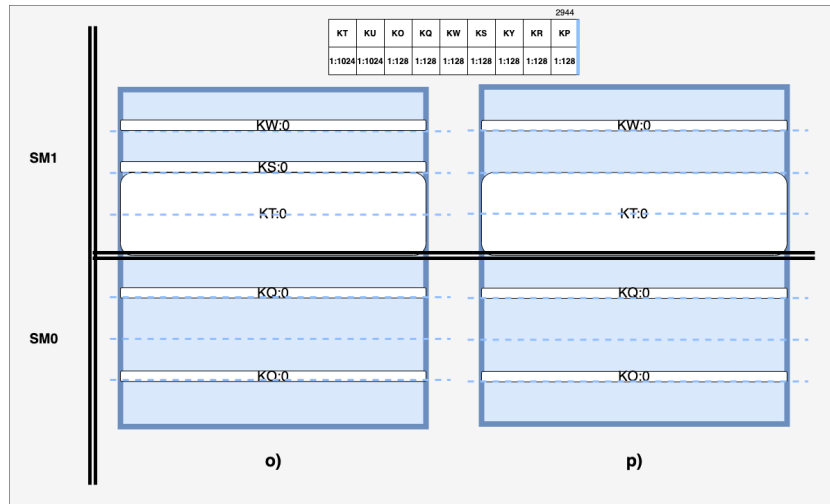 2944
KT KU KO KQ KW KS KY KR KP
1:1024 1:1024 1:128 1:128 1:128 1:128 1:128 1:128 1:128
KW:0 KW:0
SM1
KS:0
KT:0 KT:0
KQ:0 KQ:0
SM0
KO:0 KO:0
o) p)